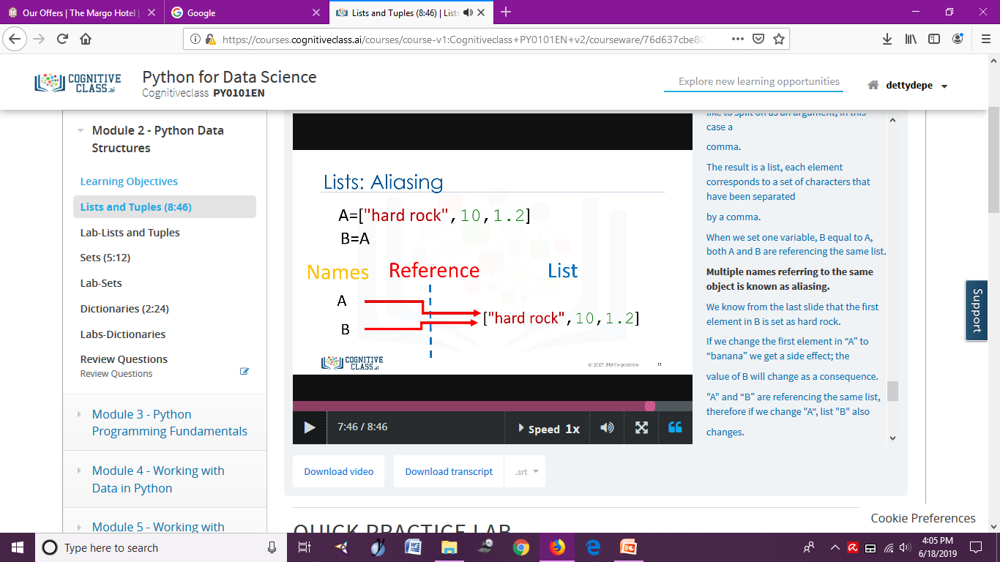 Our Offers | The Margo Hotel |
Google
Lists and Tuples (8:46) | Lists
https://courses.cognitiveclass.ai/courses/course-v1:Cognitiveclass+PY0101EN+v2/courseware/76d637cbe80
COGNITIVE
CLASS.ai
Python for Data Science
Cognitiveclass PY0101EN
Explore new learning opportunities
dettydepe
Module 2 - Python Data
Structures
Learning Objectives
Lists and Tuples (8:46)
Lab-Lists and Tuples
Sets (5:12)
Lab-Sets
Dictionaries (2:24)
Labs-Dictionaries
Review Questions
Review Questions
Module 3 - Python
Programming Fundamentals
Module 4 - Working with
Data in Python
Module 5 - Working with
Lists: Aliasing
A=["hard rock",10,1.2]
B=A
Names Reference List
A
B
["hard rock",10,1.2]
COGNITIVE
CLASS.ai
© 2017 IBM Corporation 31
7:46 / 8:46
Speed 1x
like to split on as an argument, in this
case a
comma.
The result is a list, each element
corresponds to a set of characters that
have been separated
by a comma.
When we set one variable, B equal to A,
both A and B are referencing the same list.
Multiple names referring to the same
object is known as aliasing.
We know from the last slide that the first
element in B is set as hard rock.
If we change the first element in “A” to
“banana” we get a side effect; the
value of B will change as a consequence.
"A" and “B” are referencing the same list,
therefore if we change "A“, list "B" also
changes.
Support
Download video
Download transcript
.srt
QUICK PRACTICE LAB
Cookie Preferences
Type here to search
4:05 PM
6/18/2019